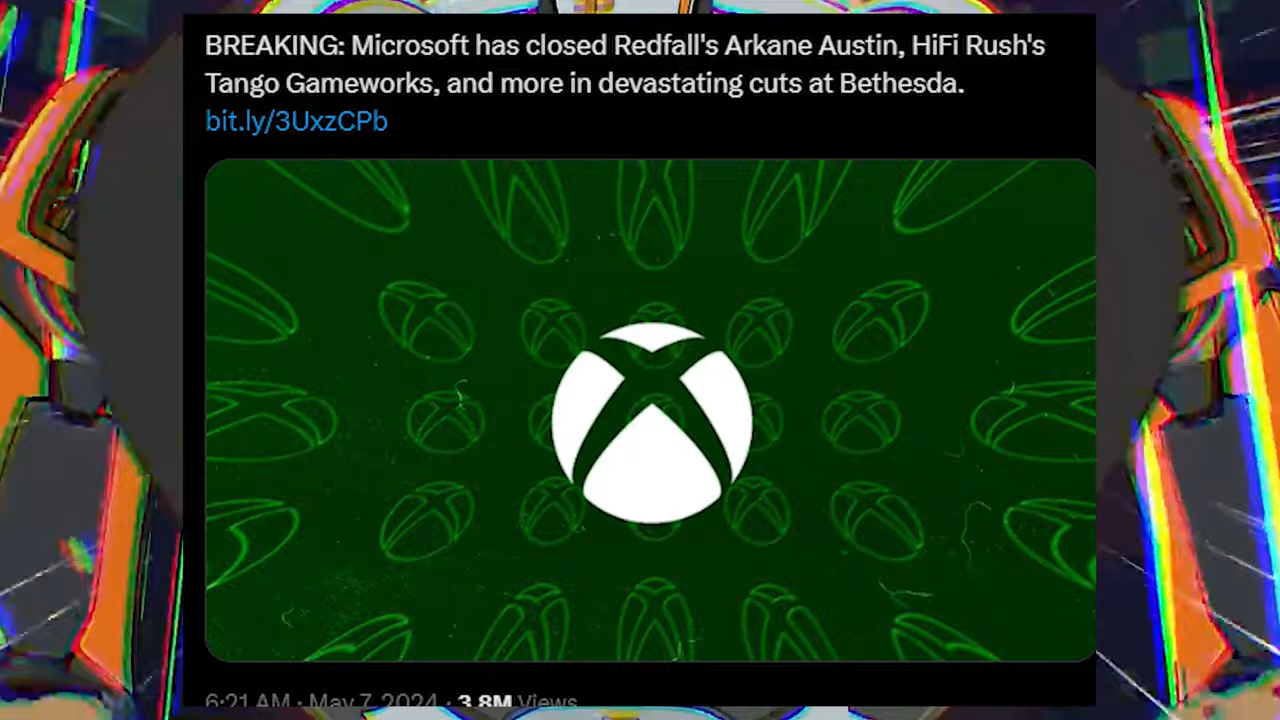 BREAKING: Microsoft has closed Redfall's Arkane Austin, HiFi Rush's
Tango Gameworks, and more in devastating cuts at Bethesda.
bit.ly/3UxzCPb
6:21 AM · May 7, 2024 · 3.8M Views